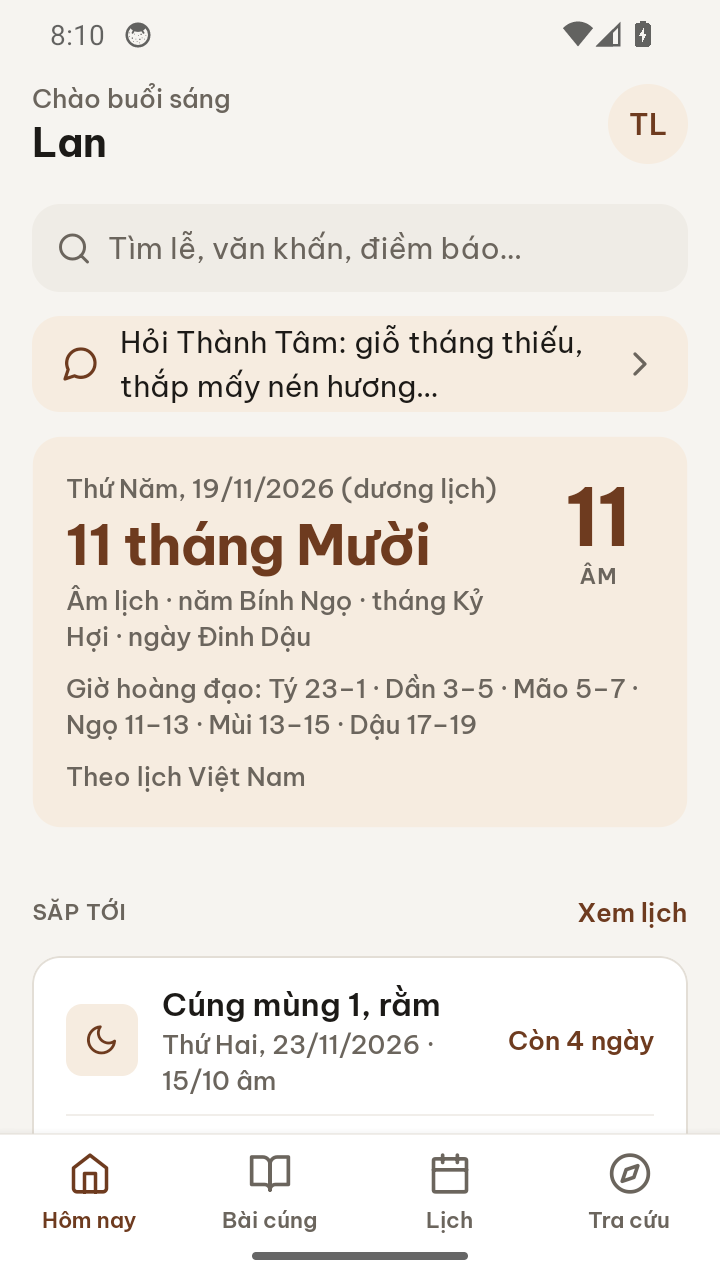 8:10
Chào buổi sáng
Lan
TL
Tìm lễ, văn khấn, điềm báo...
Hỏi Thành Tâm: giỗ tháng thiếu,
thắp mấy nén hương...
Thứ Năm, 19/11/2026 (dương lịch)
11 tháng Mười
Âm lịch · năm Bính Ngọ · tháng Kỷ
Hợi · ngày Đinh Dậu
11
ÂM
Giờ hoàng đạo: Tý 23–1 · Dần 3–5 · Mão 5–7 ·
Ngọ 11–13 · Mùi 13–15 · Dậu 17–19
Theo lịch Việt Nam
SẮP TỚI
Xem lịch
Cúng mùng 1, rằm
Thứ Hai, 23/11/2026 ·
15/10 âm
Còn 4 ngày
Hôm nay
Bài cúng
Lịch
Tra cứu